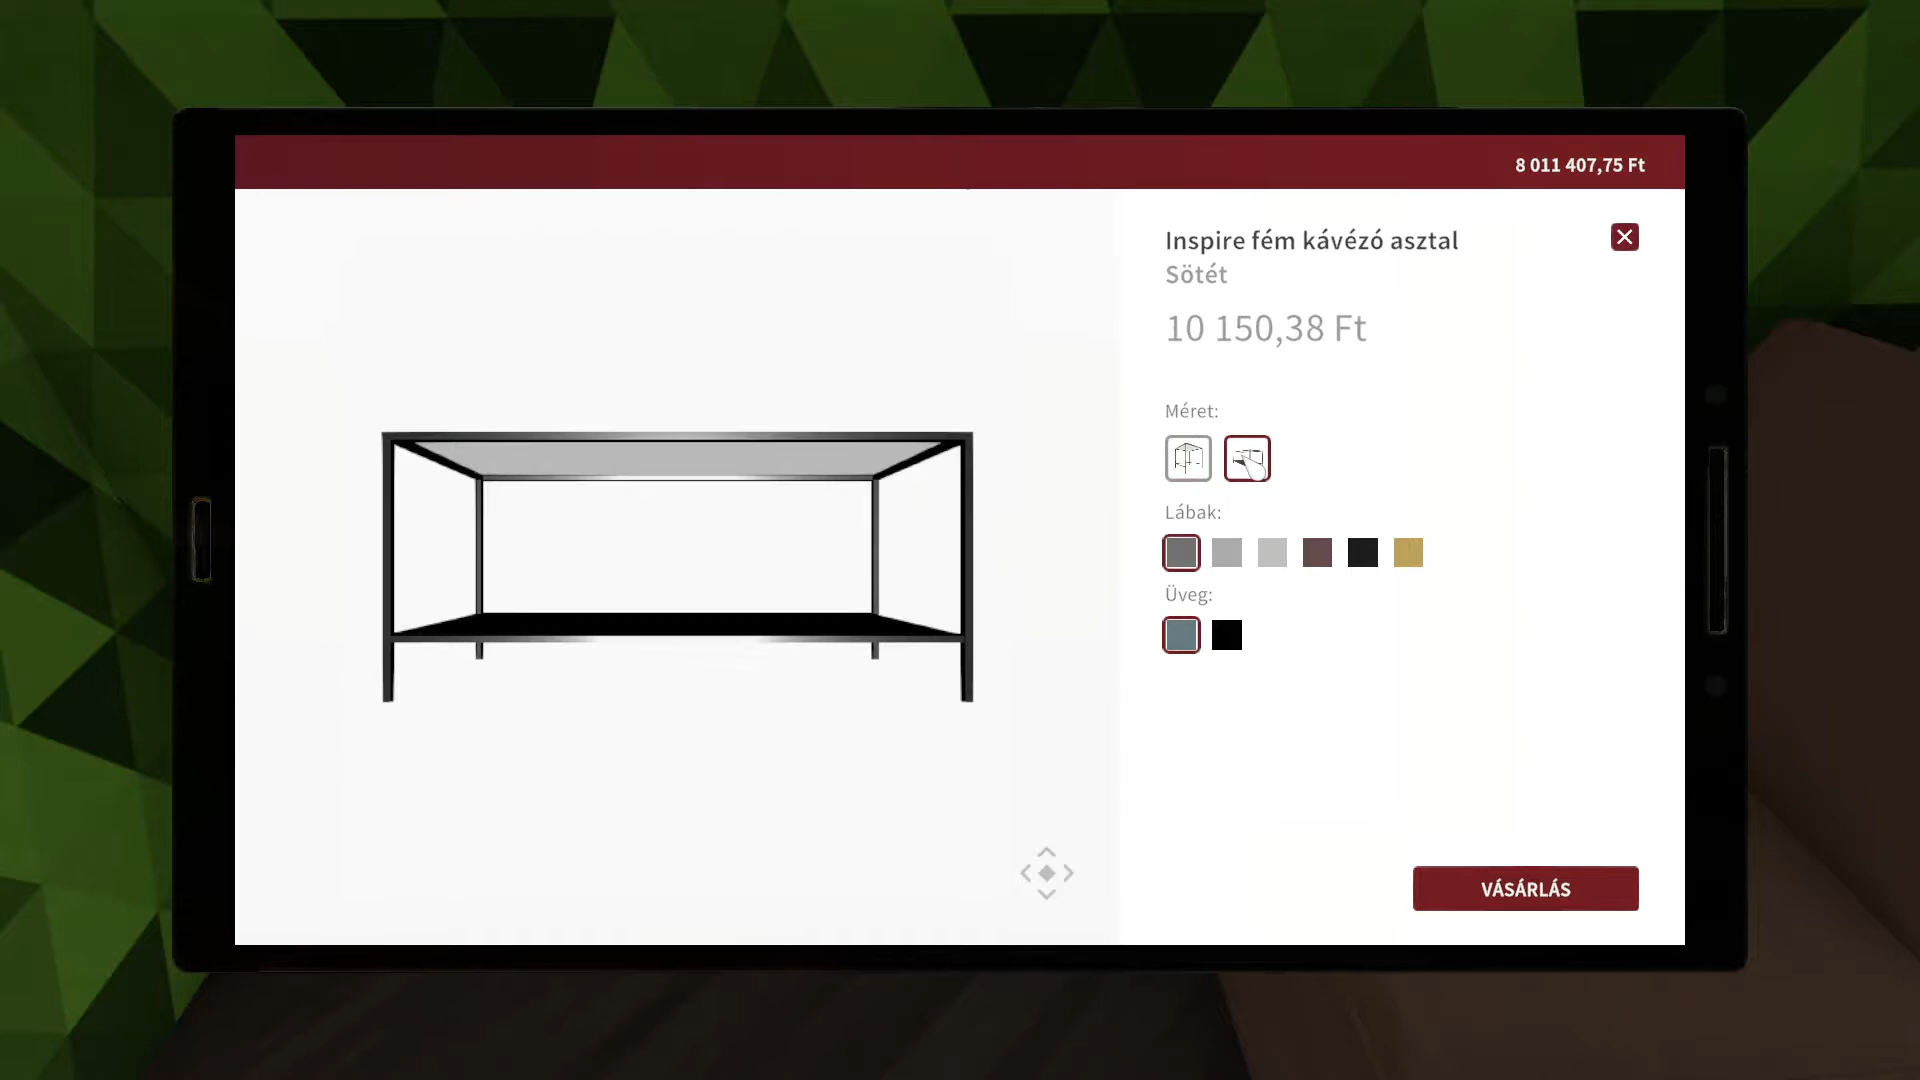 8 011 407,75 Ft
Inspire fém kávézó asztal
Sötét
10 150,38 Ft
Méret:
Lábak:
Üveg:
VÁSÁRLÁS